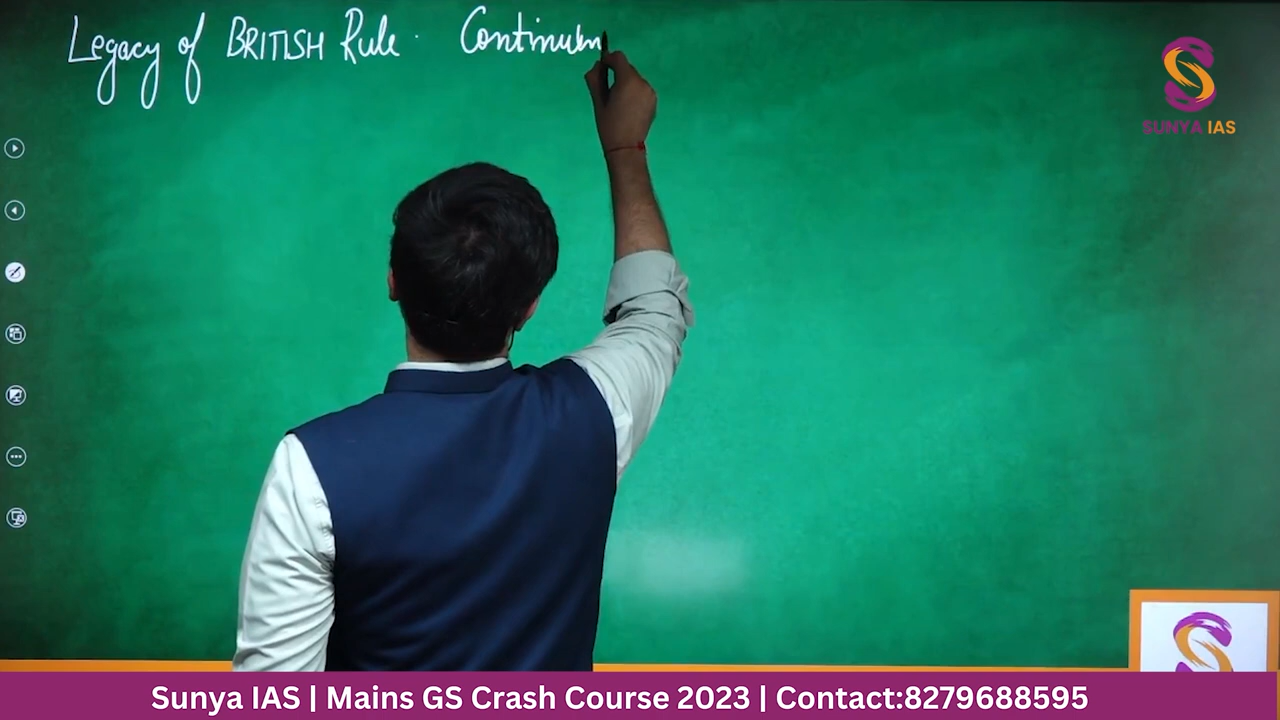 Legacy of BRITISH Rule. Continuum
SUNYA IAS
Sunya IAS | Mains GS Crash Course 2023 | Contact:8279688595